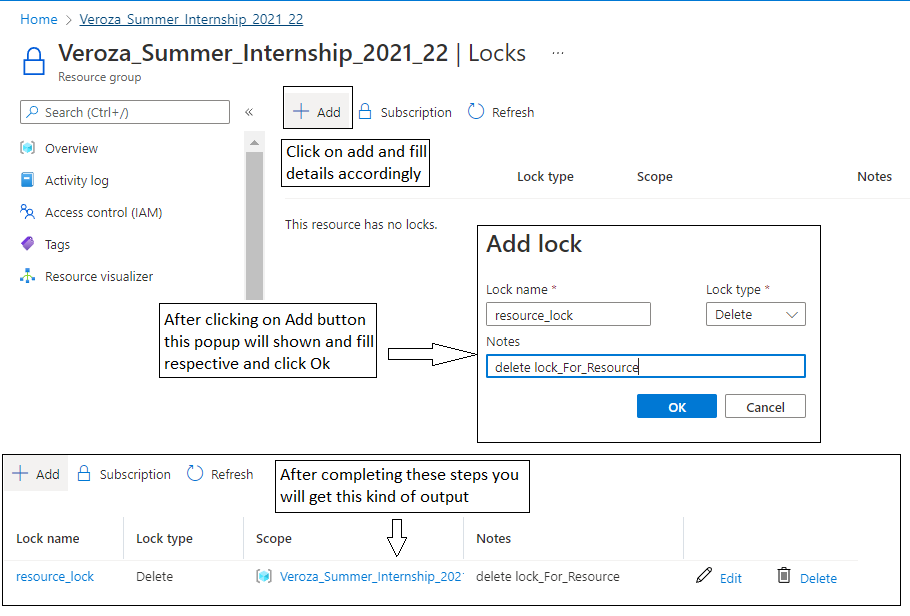 Home > Veroza_Summer_Internship_2021_22
Veroza_Summer_Internship_2021_22 | Locks ...
Resource group
Search (Ctrl+/) «
+ Add Subscription Refresh
Overview
Activity log
Access control (IAM)
Tags
Resource visualizer
Click on add and fill
details accordingly
Lock type Scope Notes
This resource has no locks.
After clicking on Add button
this popup will shown and fill
respective and click Ok
Add lock
Lock name * Lock type *
resource_lock Delete
Notes
delete lock_For_Resource
OK Cancel
+ Add Subscription Refresh
After completing these steps you
will get this kind of output
Lock name Lock type Scope Notes
resource_lock Delete Veroza_Summer_Internship_202 delete lock_For_Resource Edit Delete